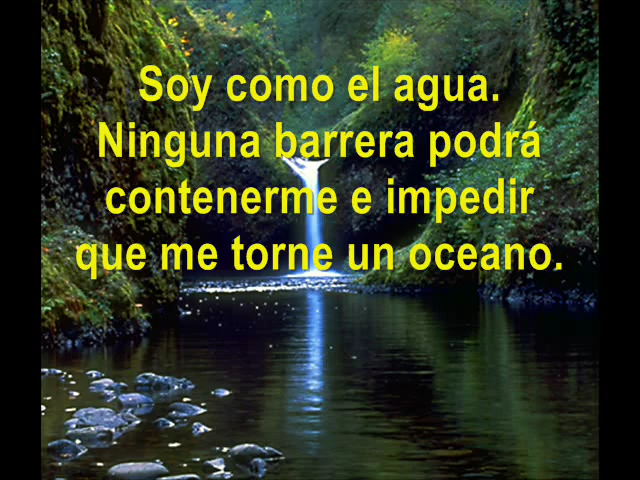 Soy como el agua.
Ninguna barrera podrá
contenerme e impedir
que me torne un oceano.